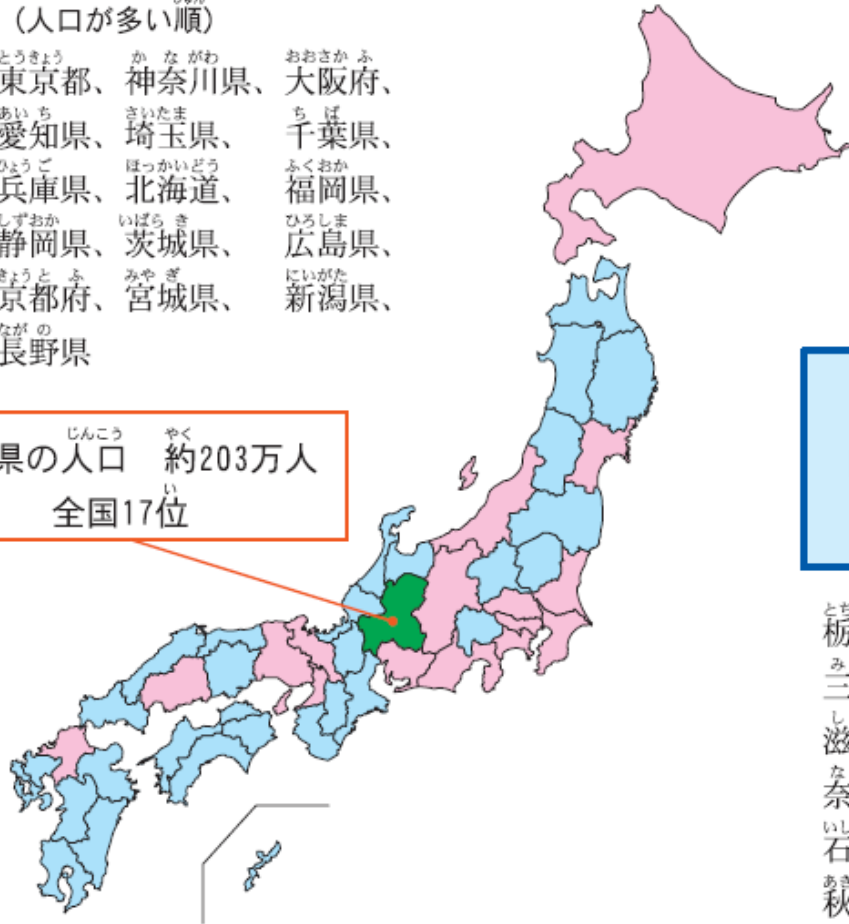 (人口が多い順)
東京都、神奈川県、大阪府、
愛知県、埼玉県、千葉県、
兵庫県、北海道、福岡県、
静岡県、茨城県、広島県、
京都府、宮城県、新潟県、
長野県
県の人口 約203万人
全国17位
栃
三
滋
奈
石
秋